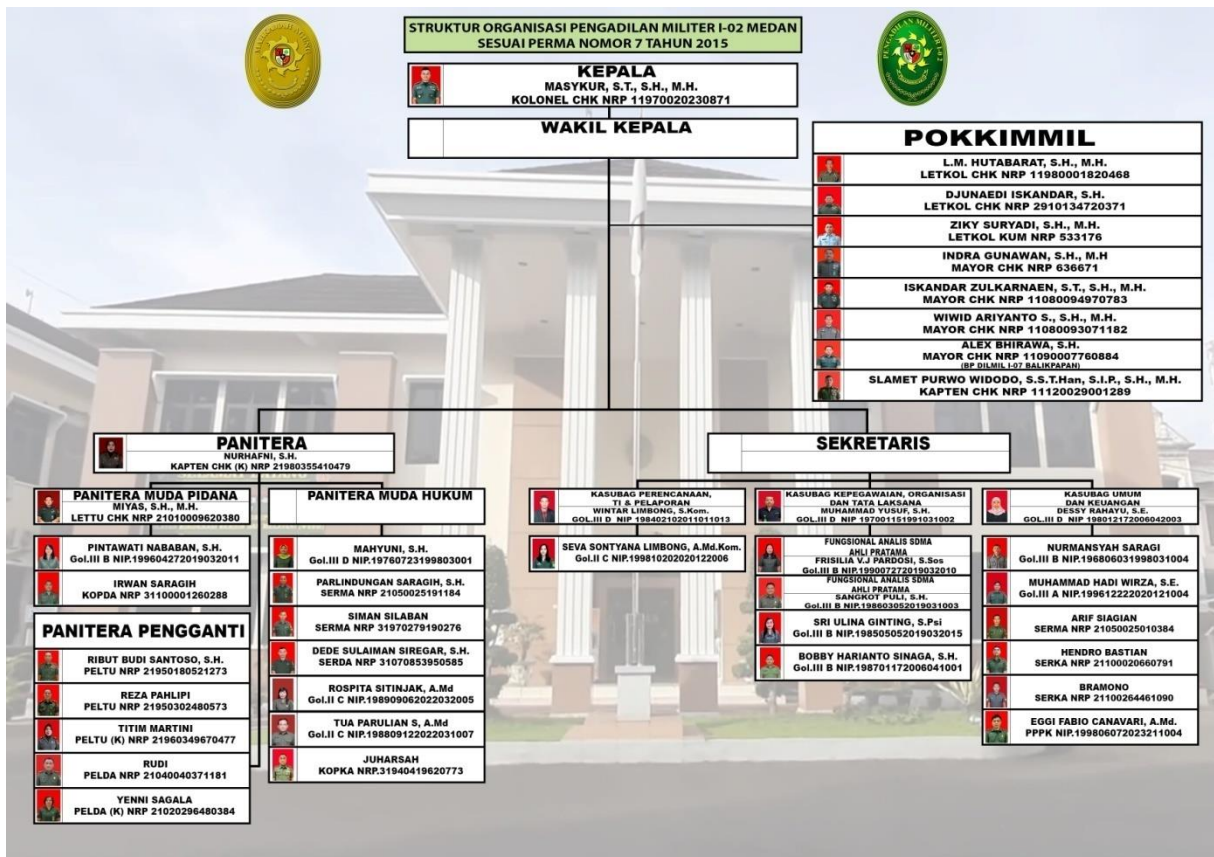 STRUKTUR ORGANISASI PENGADILAN MILITER I-02 MEDAN
SESUAI PERMA NOMOR 7 TAHUN 2015
PENGADILAN MILITER I-02
KEPALA
MASYKUR, S.T., S.H., M.H.
KOLONEL CHK NRP 11970020230871
WAKIL KEPALA
POKKIMMIL
L.M. HUTABARAT, S.H., M.H.
LETKOL CHK NRP 11980001820468
DJUNAEDI ISKANDAR, S.H.
LETKOL CHK NRP 2910134720371
ZIKY SURYADI, S.H., M.H.
LETKOL KUM NRP 533176
INDRA GUNAWAN, S.H., M.H
MAYOR CHK NRP 636671
ISKANDAR ZULKARNAEN, S.T., S.H., M.H.
MAYOR CHK NRP 11080094970783
WIWID ARIYANTO S., S.H., M.H.
MAYOR CHK NRP 11080093071182
ALEX BHIRAWA, S.H.
MAYOR CHK NRP 11090007760884
(BP DILMIL I-07 BALIKPAPAN)
SLAMET PURWO WIDODO, S.S.T.Han, S.I.P., S.H., M.H.
KAPTEN CHK NRP 11120029001289
PANITERA
NURHAFNI, S.H.
KAPTEN CHK (K) NRP 21980355410479
SELAMAT DATANG
PANITERA MUDA PIDANA
MIYAS, S.H., M.H.
LETTU CHK NRP 21010009620380
PINTAWATI NABABAN, S.H.
Gol.III B NIP.199604272019032011
IRWAN SARAGIH
KOPDA NRP 31100001260288
PANITERA PENGGANTI
RIBUT BUDI SANTOSO, S.H.
PELTU NRP 21950180521273
REZA PAHLIPI
PELTU NRP 21950302480573
TITIM MARTINI
PELTU (K) NRP 21960349670477
RUDI
PELDA NRP 21040040371181
YENNI SAGALA
PELDA (K) NRP 21020296480384
PANITERA MUDA HUKUM
MAHYUNI, S.H.
Gol.III D NIP.19760723199803001
PARLINDUNGAN SARAGIH, S.H.
SERMA NRP 21050025191184
SIMAN SILABAN
SERMA NRP 31970279190276
DEDE SULAIMAN SIREGAR, S.H.
SERDA NRP 31070853950585
ROSPITA SITINJAK, A.Md
Gol.II C NIP.198909062022032005
TUA PARULIAN S, A.Md
Gol.II C NIP.198809122022031007
JUHARSAH
KOPKA NRP.31940419620773
SEKRETARIS
KASUBAG PERENCANAAN,
TI & PELAPORAN
WINTAR LIMBONG, S.Kom.
GOL.III D NIP 198402102011011013
SEVA SONTYANA LIMBONG, A.Md.Kom.
Gol.II C NIP.199810202020122006
KASUBAG KEPEGAWAIAN, ORGANISASI
DAN TATA LAKSANA
MUHAMMAD YUSUF, S.H.
GOL.III D NIP 197001151991031002
FUNGSIONAL ANALIS SDMA
AHLI PRATAMA
FRISILIA V.J PARDOSI, S.Sos
Gol.III B NIP.199007272019032010
FUNGSIONAL ANALIS SDMA
AHLI PRATAMA
SANGKOT PULI, S.H.
Gol.III B NIP.198603052019031003
SRI ULINA GINTING, S.Psi
Gol.III B NIP.198505052019032015
BOBBY HARIANTO SINAGA, S.H.
Gol.III B NIP.198701172006041001
KASUBAG UMUM
DAN KEUANGAN
DESSY RAHAYU, S.E.
GOL.III D NIP 198012172006042003
NURMANSYAH SARAGI
Gol.III B NIP.196806031998031004
MUHAMMAD HADI WIRZA, S.E.
Gol.III A NIP.199612222020121004
ARIF SIAGIAN
SERMA NRP 21050025010384
HENDRO BASTIAN
SERKA NRP 21100020660791
BRAMONO
SERKA NRP 21100264461090
EGGI FABIO CANAVARI, A.Md.
PPPK NIP.199806072023211004